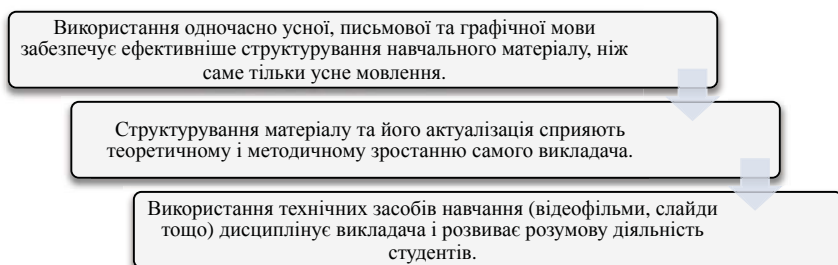 Використання одночасно усної, письмової та графічної мови
забезпечує ефективніше структурування навчального матеріалу, ніж
саме тільки усне мовлення.
Структурування матеріалу та його актуалізація сприяють
теоретичному і методичному зростанню самого викладача.
Використання технічних засобів навчання (відеофільми, слайди
тощо) дисциплінує викладача і розвиває розумову діяльність
студентів.